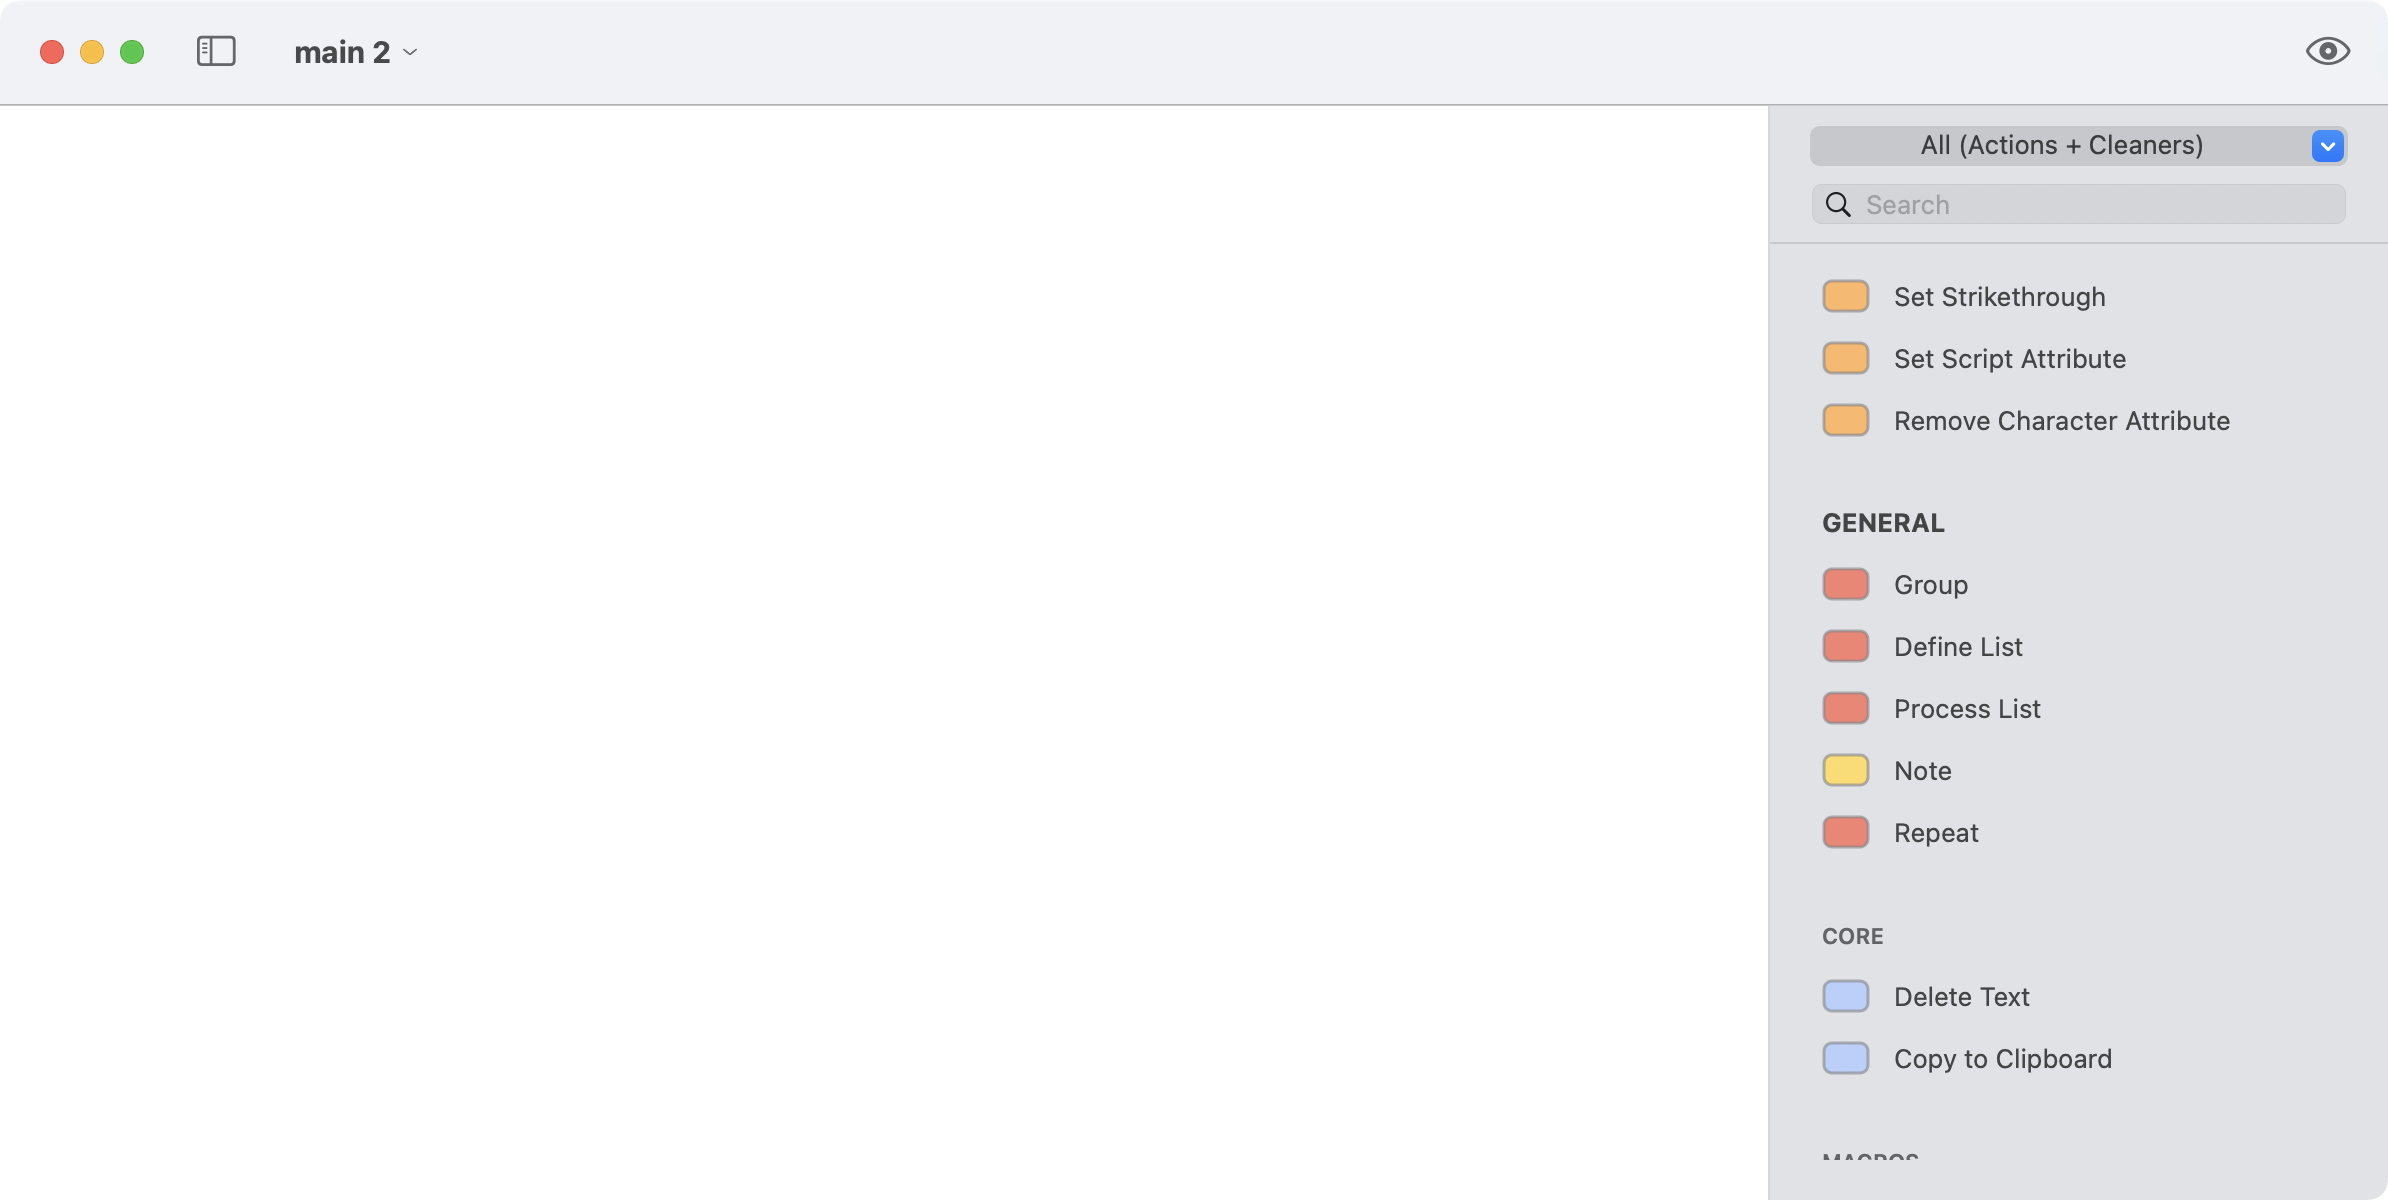 main 2
All (Actions + Cleaners)
Search
Set Strikethrough
Set Script Attribute
Remove Character Attribute
GENERAL
Group
Define List
Process List
Note
Repeat
CORE
Delete Text
Copy to Clipboard
MACROS